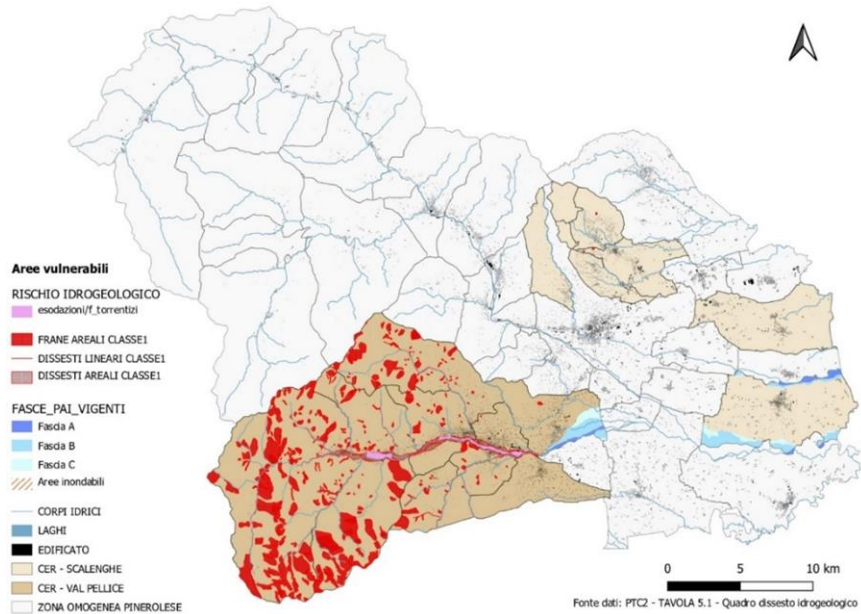 Aree vulnerabili
RISCHIO IDROGEOLOGICO
esodazioni/f_torrentizi
FRANE AREALI CLASSE1
DISSESTI LINEARI CLASSE1
DISSESTI AREALI CLASSE1
FASCE_PAI_VIGENTI
Fascia A
Fascia B
Fascia C
Aree inondabili
CORPI IDRICI
LAGHI
EDIFICATO
CER - SCALENGHE
CER - VAL PELLICE
ZONA OMOGENEA PINEROLESE
0 5 10 km
Fonte dati: PTC2 - TAVOLA 5.1 - Quadro dissesto idrogeologico